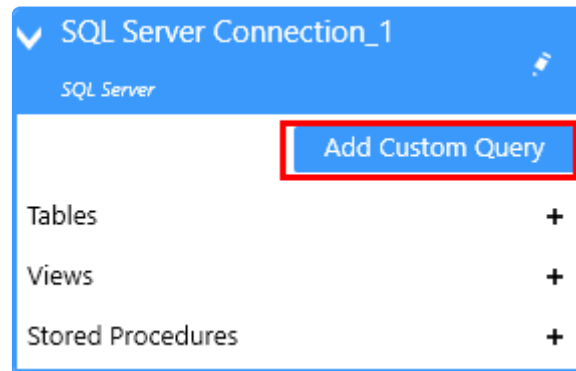 SQL Server Connection_1
SQL Server
Add Custom Query
Tables +
Views +
Stored Procedures +